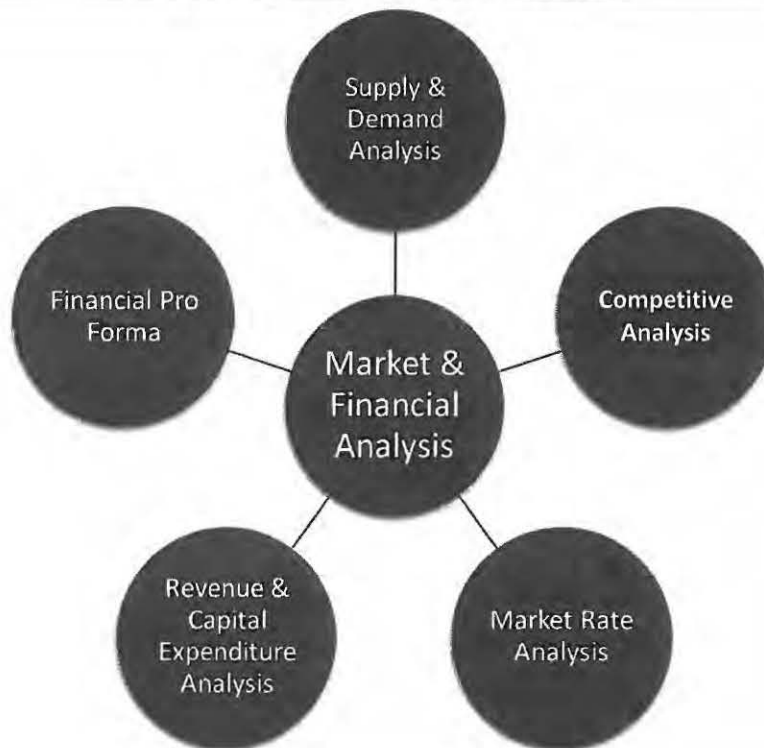 Supply &
Demand
Analysis
Financial Pro
Forma
Competitive
Analysis
Market &
Financial
Analysis
Revenue &
Capital
Expenditure
Analysis
Market Rate
Analysis